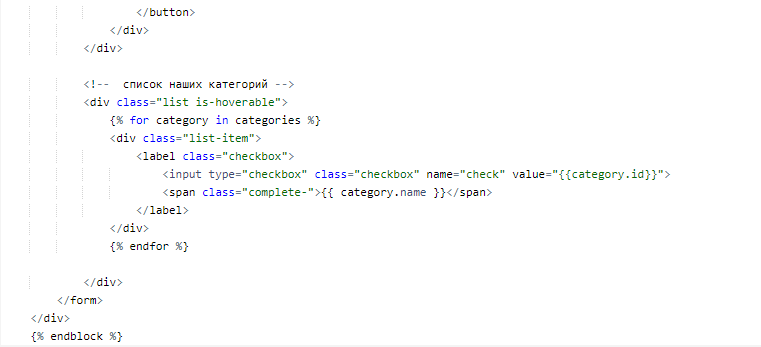 </button>
</div>
</div>
<!--  список наших категорий -->
<div class="list is-hoverable">
{% for category in categories %}
<div class="list-item">
<label class="checkbox">
<input type="checkbox" class="checkbox" name="check" value="{{category.id}}">
<span class="complete-">{{ category.name }}</span>
</label>
</div>
{% endfor %}
</div>
</form>
</div>
{% endblock %}